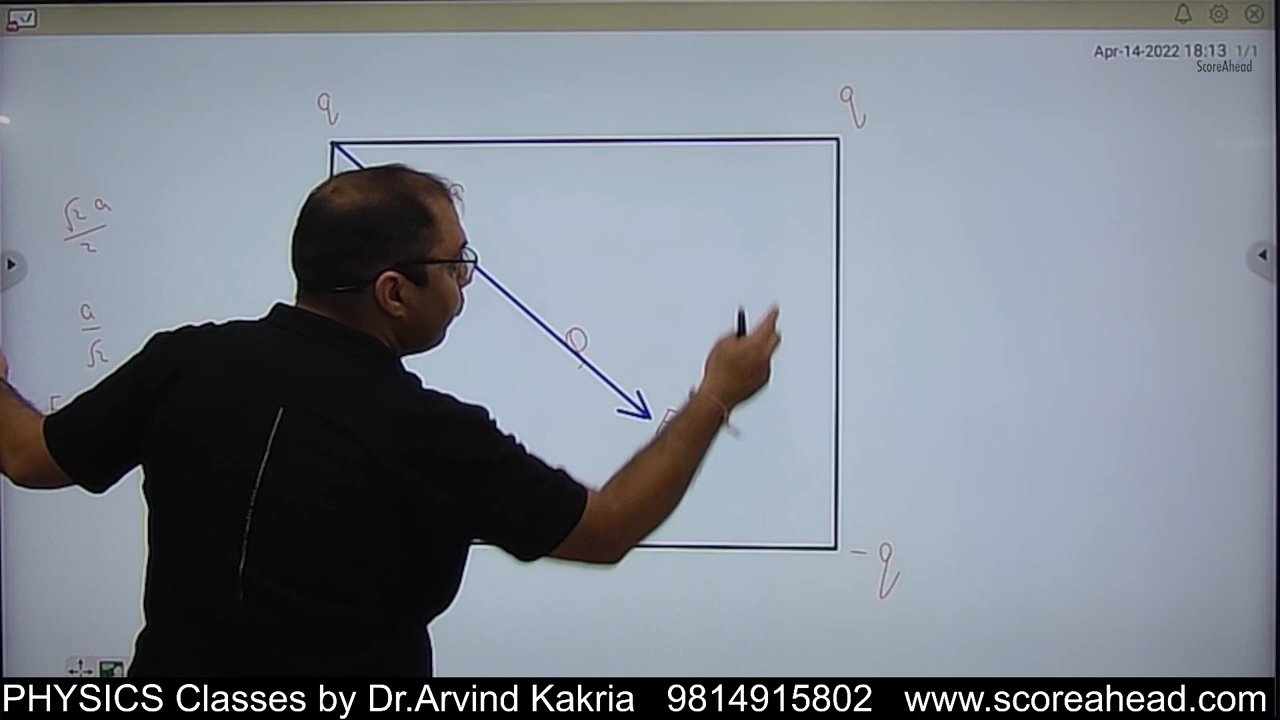 Apr-14-2022 18:13 1/1
ScoreAhead
q
q
√2 a
2
a
√2
F
O
- q
PHYSICS Classes by Dr.Arvind Kakria 9814915802 www.scoreahead.com